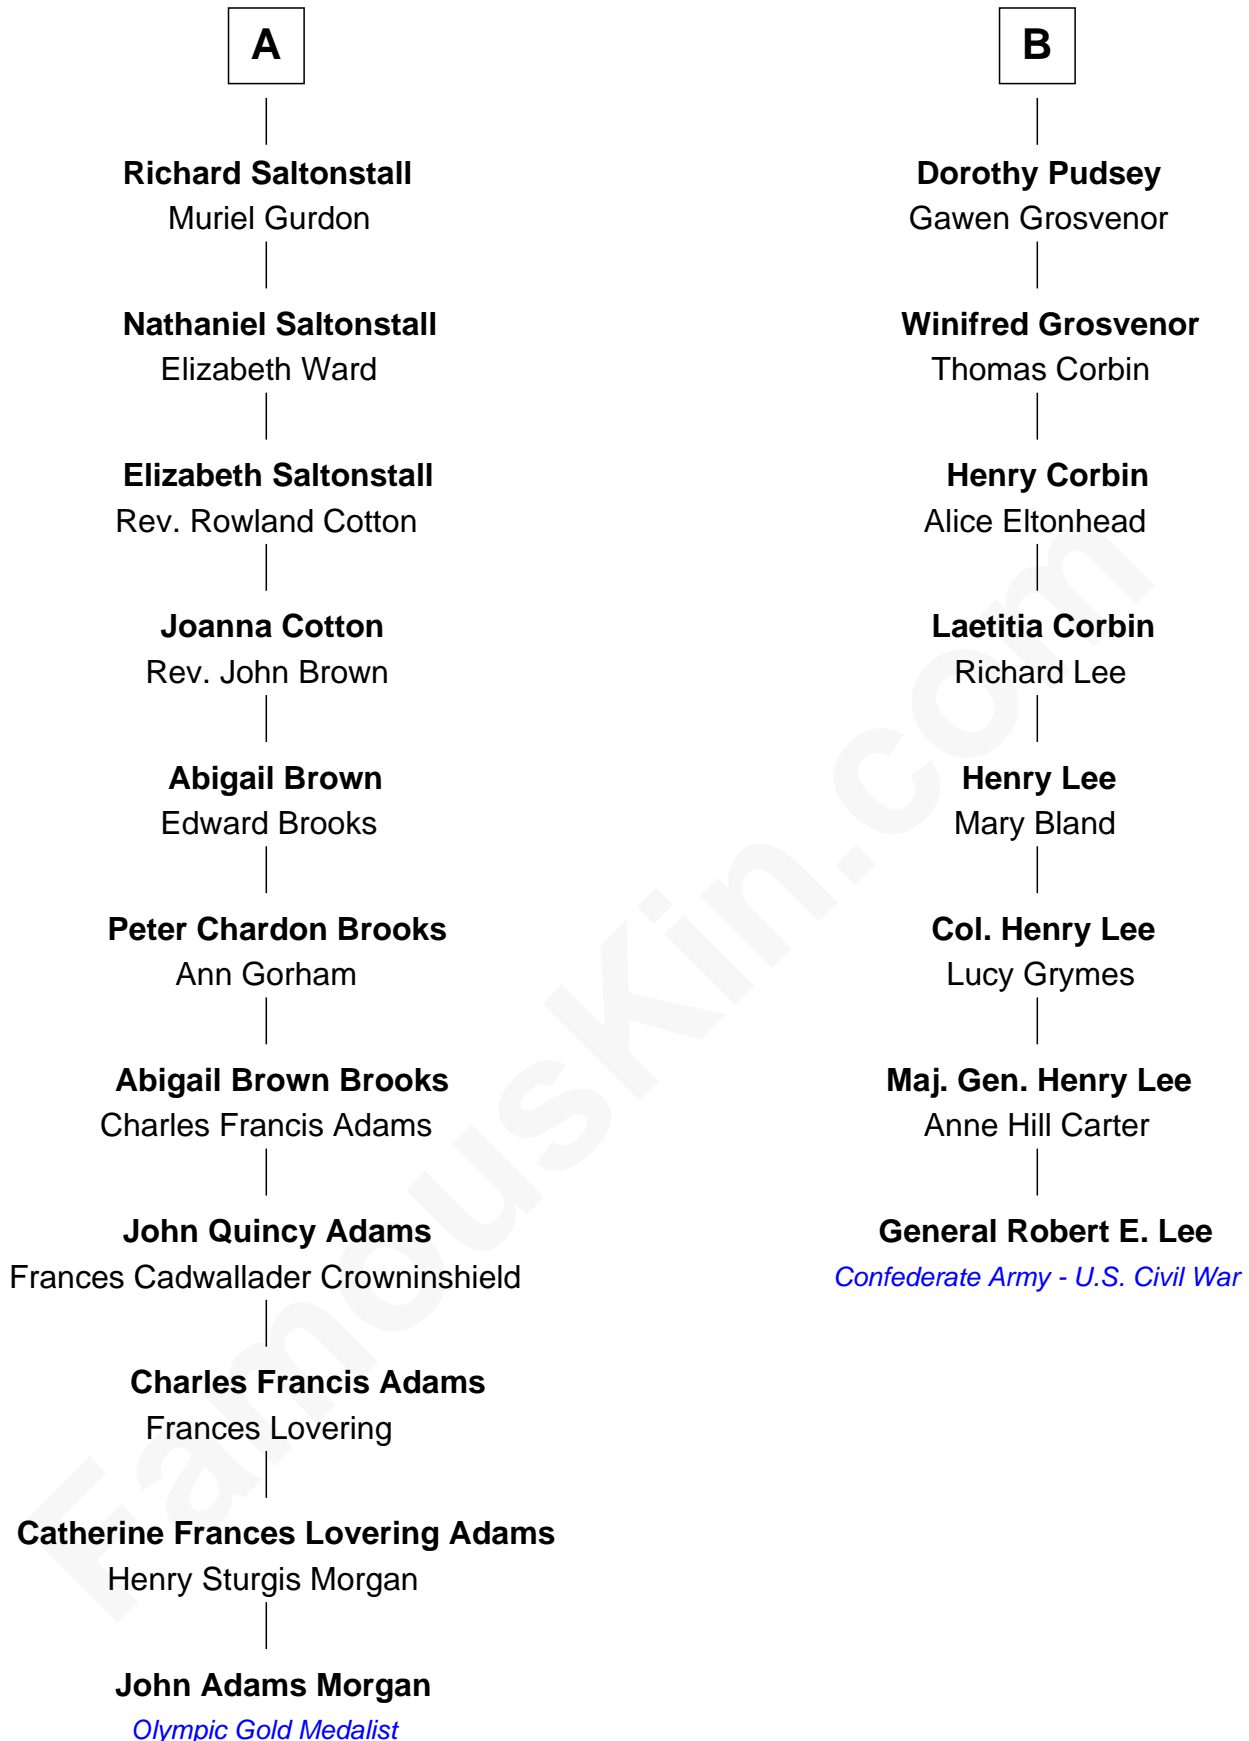 A
Richard Saltonstall
Muriel Gurdon
Nathaniel Saltonstall
Elizabeth Ward
Elizabeth Saltonstall
Rev. Rowland Cotton
Joanna Cotton
Rev. John Brown
Abigail Brown
Edward Brooks
Peter Chardon Brooks
Ann Gorham
Abigail Brown Brooks
Charles Francis Adams
John Quincy Adams
Frances Cadwallader Crowninshield
Charles Francis Adams
Frances Lovering
Catherine Frances Lovering Adams
Henry Sturgis Morgan
John Adams Morgan
Olympic Gold Medalist
B
Dorothy Pudsey
Gawen Grosvenor
Winifred Grosvenor
Thomas Corbin
Henry Corbin
Alice Eltonhead
Laetitia Corbin
Richard Lee
Henry Lee
Mary Bland
Col. Henry Lee
Lucy Grymes
Maj. Gen. Henry Lee
Anne Hill Carter
General Robert E. Lee
Confederate Army - U.S. Civil War
FamousKin.com